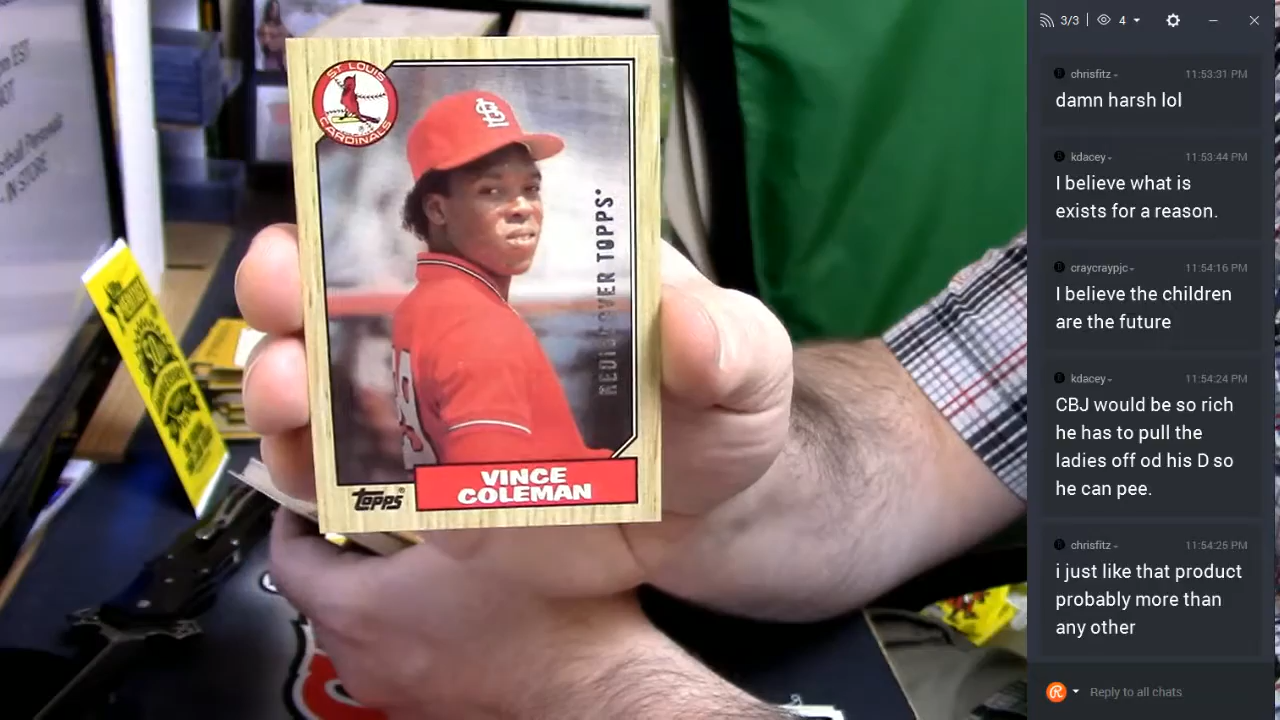 ST LOUIS
CARDINALS
REDISCOVER TOPPS
topps
VINCE
COLEMAN
IN STORE
3/3
4
chrisfitz
11:53:31 PM
damn harsh lol
kdacey
11:53:44 PM
I believe what is
exists for a reason.
craycraypjc
11:54:16 PM
I believe the children
are the future
kdacey
11:54:24 PM
CBJ would be so rich
he has to pull the
ladies off od his D so
he can pee.
chrisfitz
11:54:25 PM
i just like that product
probably more than
any other
Reply to all chats